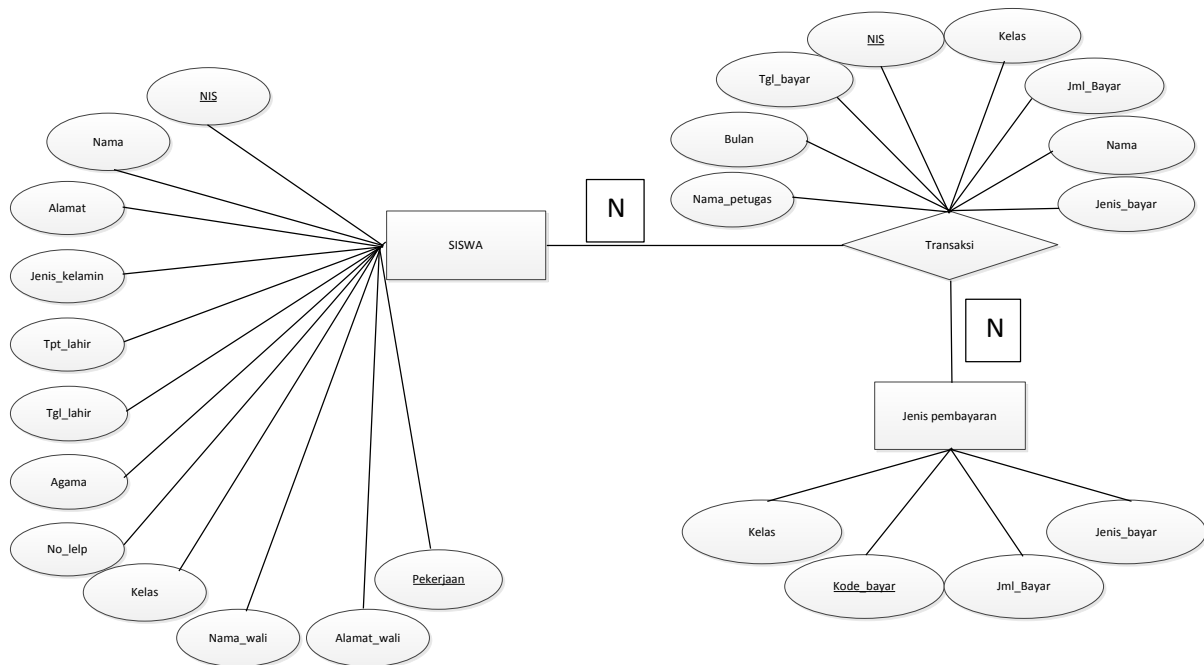 NIS
Nama
Alamat
Jenis_kelamin
Tpt_lahir
Tgl_lahir
Agama
No_lelp
Kelas
Nama_wali
Alamat_wali
Pekerjaan
SISWA
N
Transaksi
NIS
Kelas
Tgl_bayar
Jml_Bayar
Bulan
Nama
Nama_petugas
Jenis_bayar
N
Jenis pembayaran
Kelas
Kode_bayar
Jml_Bayar
Jenis_bayar